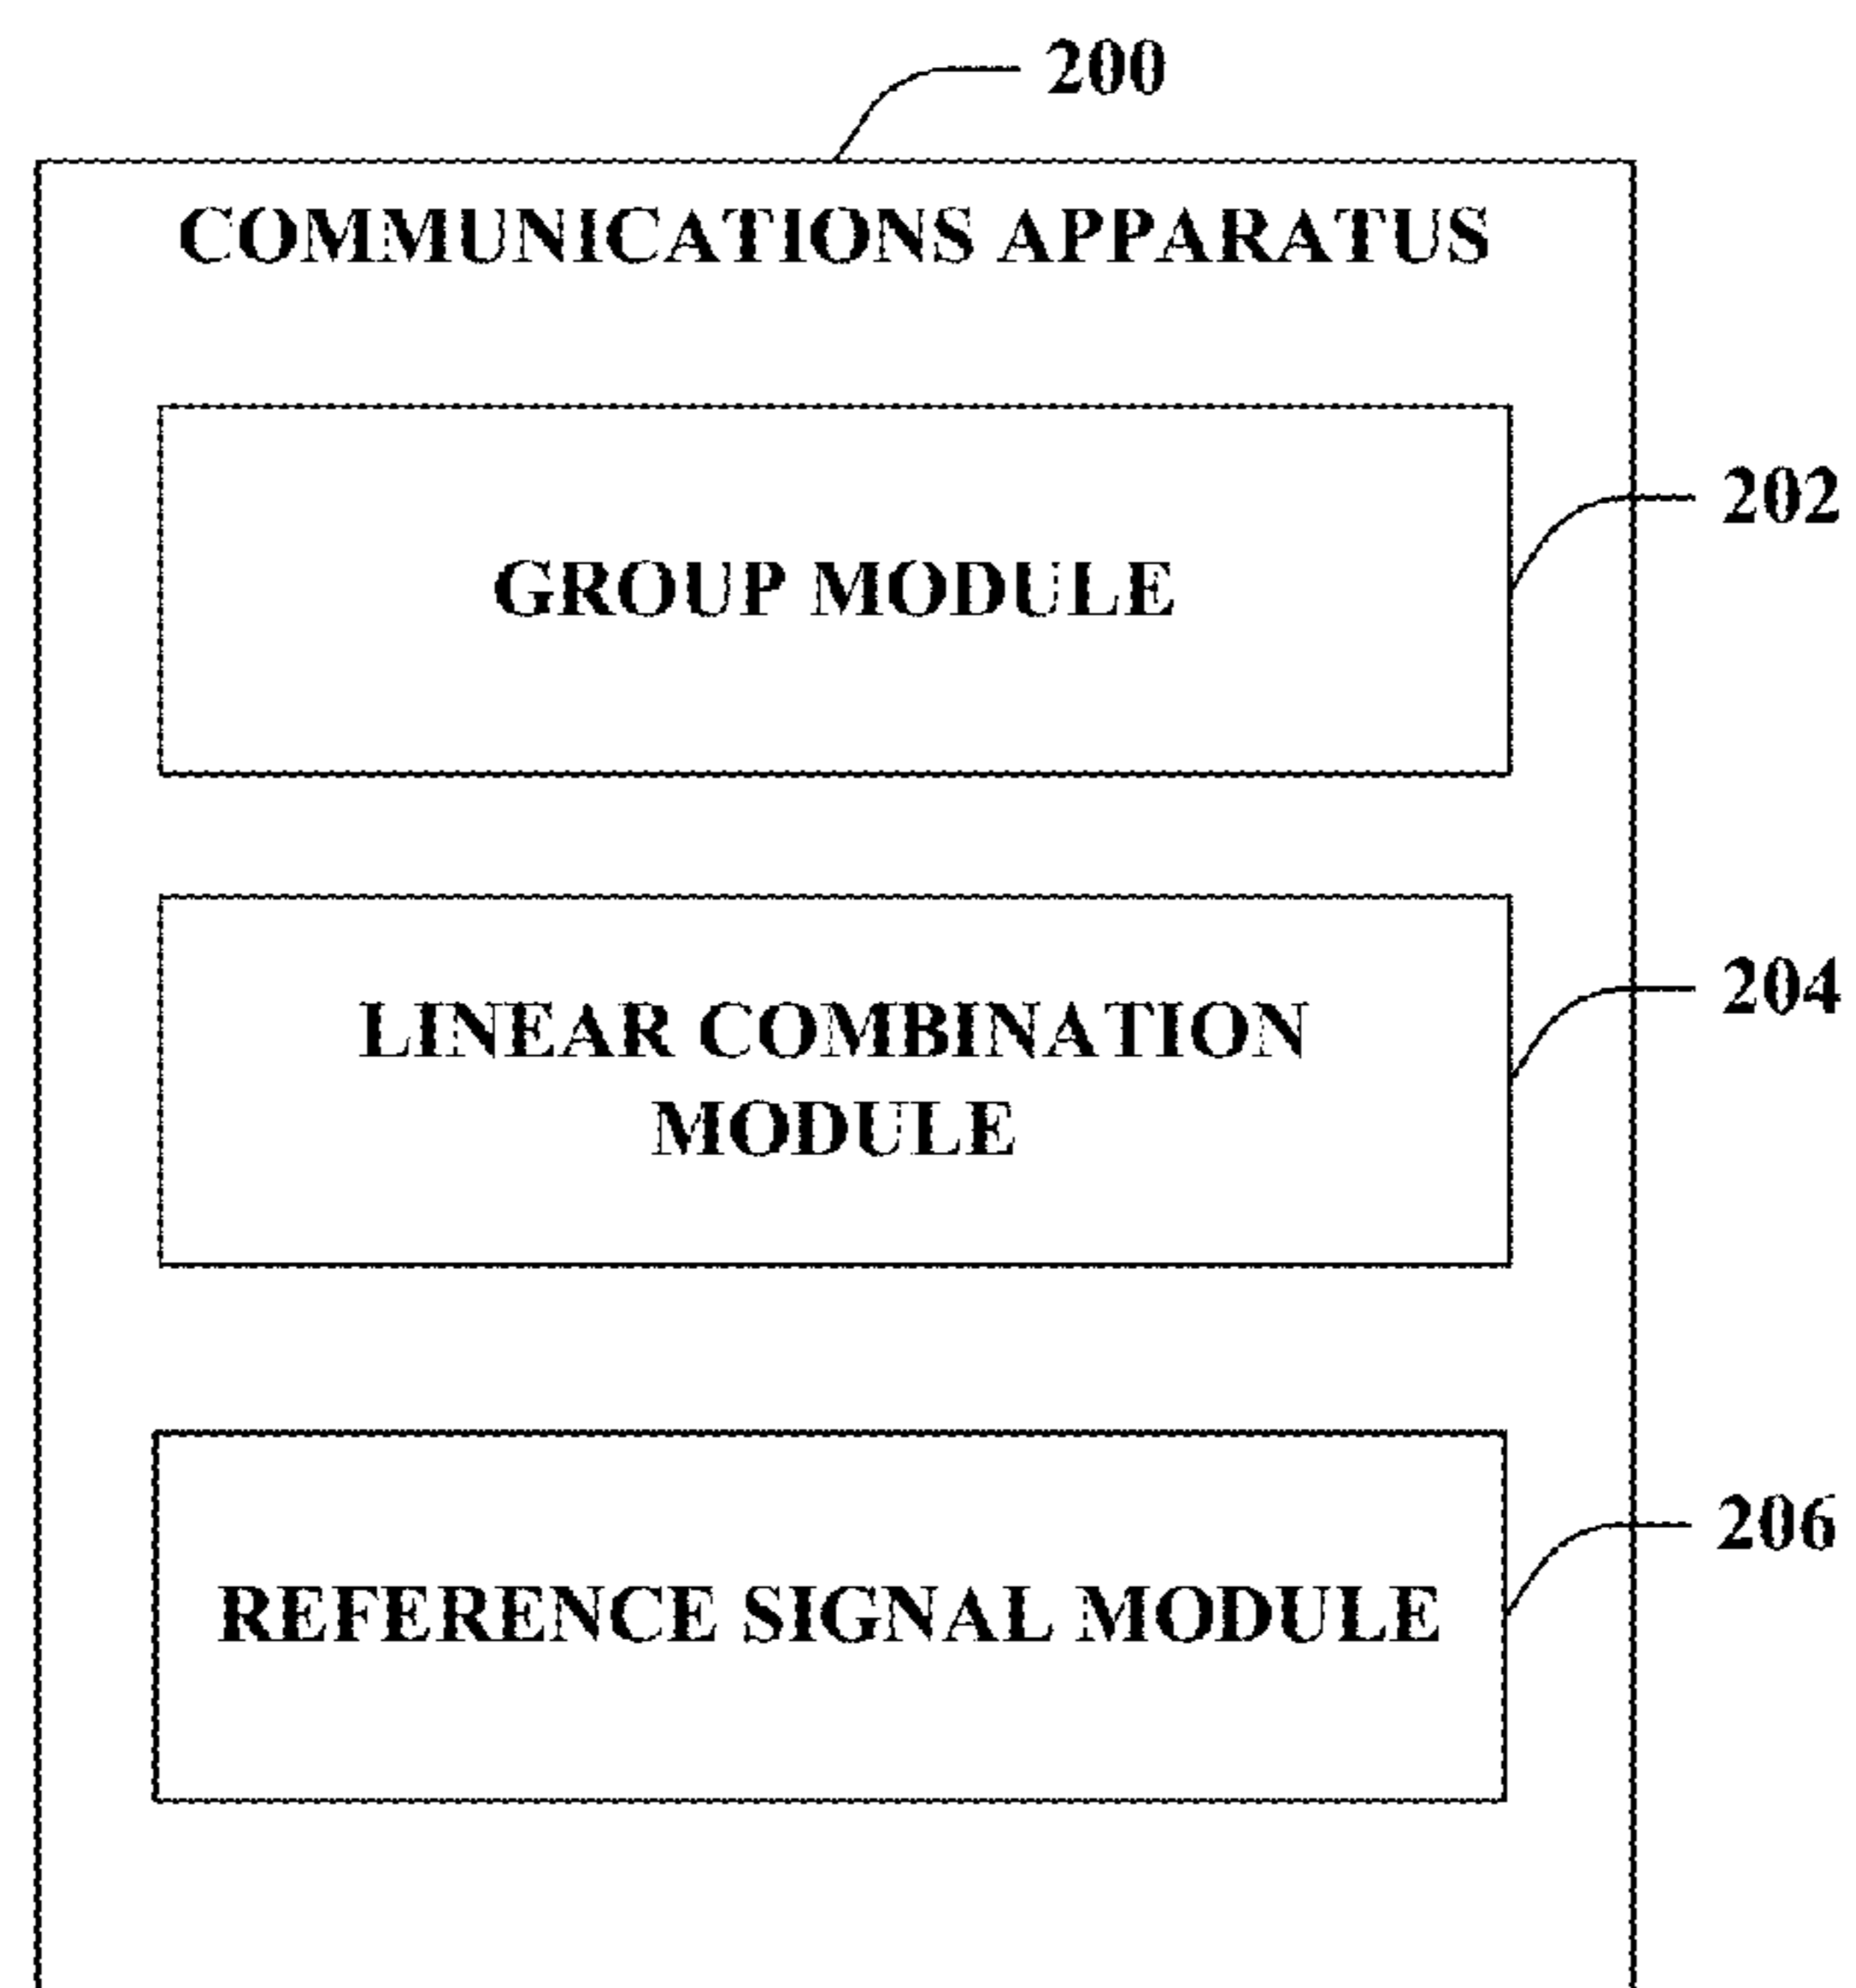 200
COMMUNICATIONS APPARATUS
202
GROUP MODULE
204
LINEAR COMBINATION
MODULE
206
REFERENCE SIGNAL MODULE